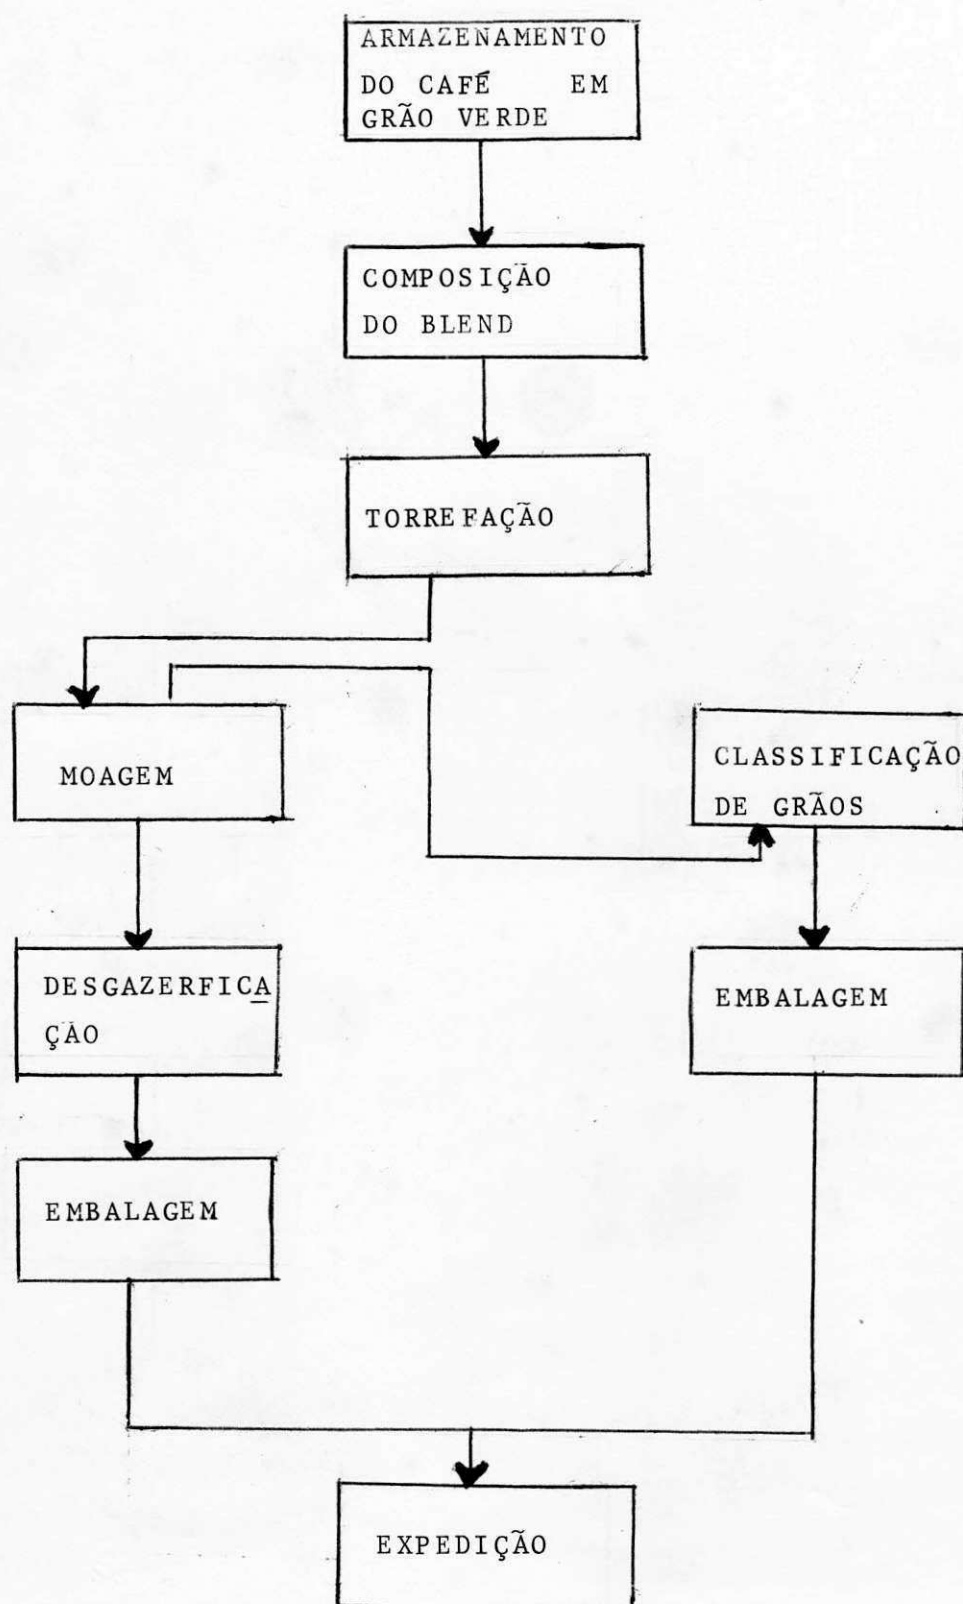 ARMAZENAMENTO
DO CAFÉ EM
GRÃO VERDE
COMPOSIÇÃO
DO BLEND
TORREFAÇÃO
MOAGEM
CLASSIFICAÇÃO
DE GRÃOS
DESGAZERFICA
ÇÃO
EMBALAGEM
EMBALAGEM
EXPEDIÇÃO